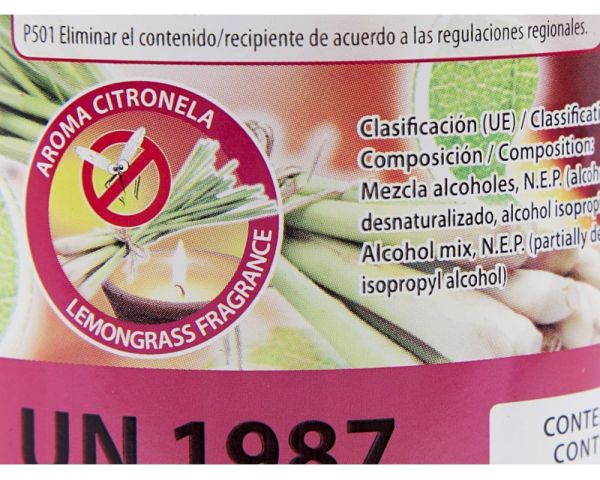 P501 Eliminar el contenido/recipiente de acuerdo a las regulaciones regionales.
AROMA CITRONELA
LEMONGRASS FRAGRANCE
Clasificación (UE) / Classificati
Composición / Composition:
Mezcla alcoholes, N.E.P. (alcoh
desnaturalizado, alcohol isoprop
Alcohol mix, N.E.P. (partially de
isopropyl alcohol)
UN 1987
CONTE
CONT